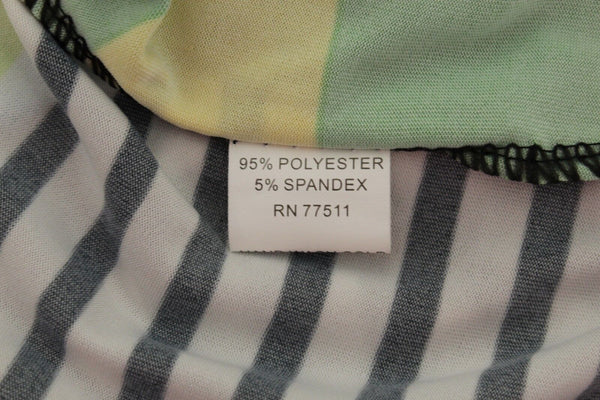 95% POLYESTER
5% SPANDEX
RN 77511